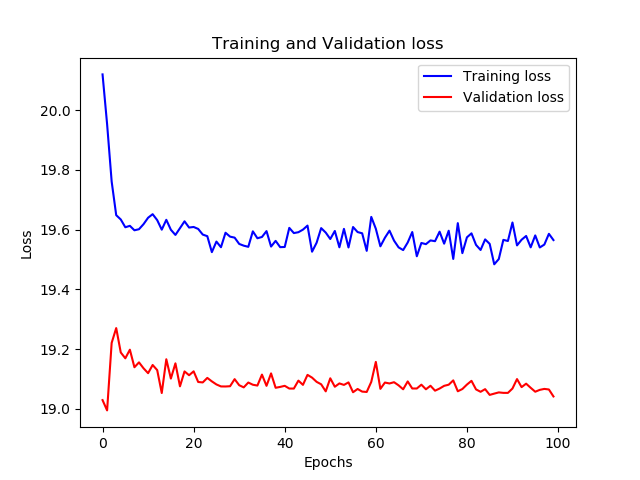 Training and Validation loss
Training loss
Validation loss
20.0
19.8
19.6
19.4
19.2
19.0
Loss
0
20
40
60
80
100
Epochs